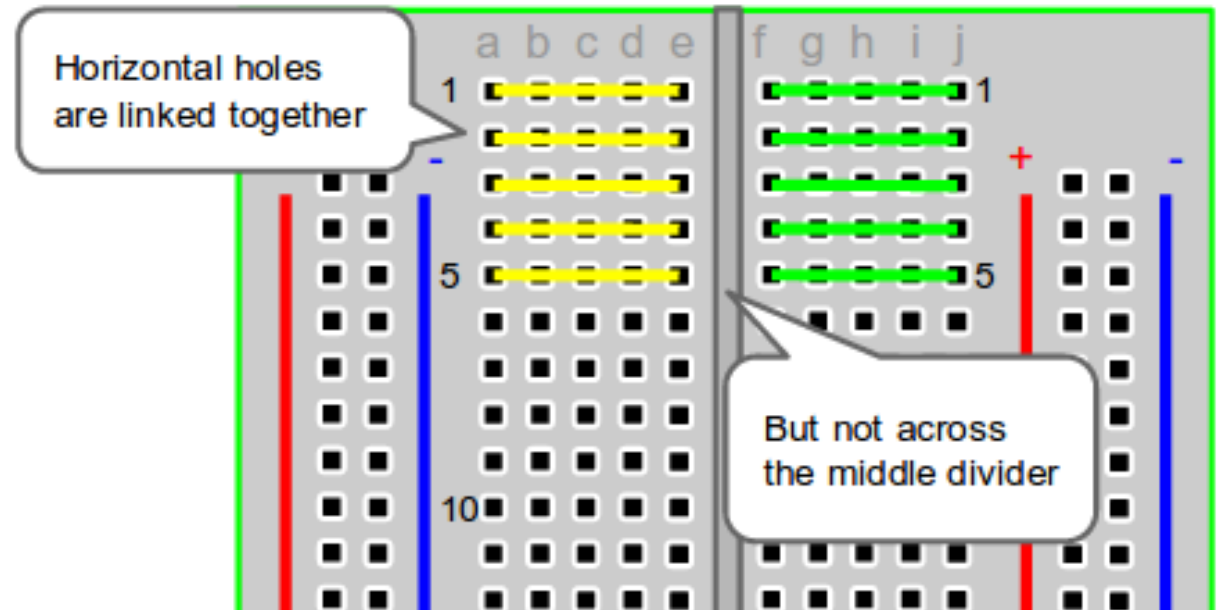 Horizontal holes
are linked together
a b c d e f g h i j
1 1
- + -
5 5
But not across
the middle divider
10